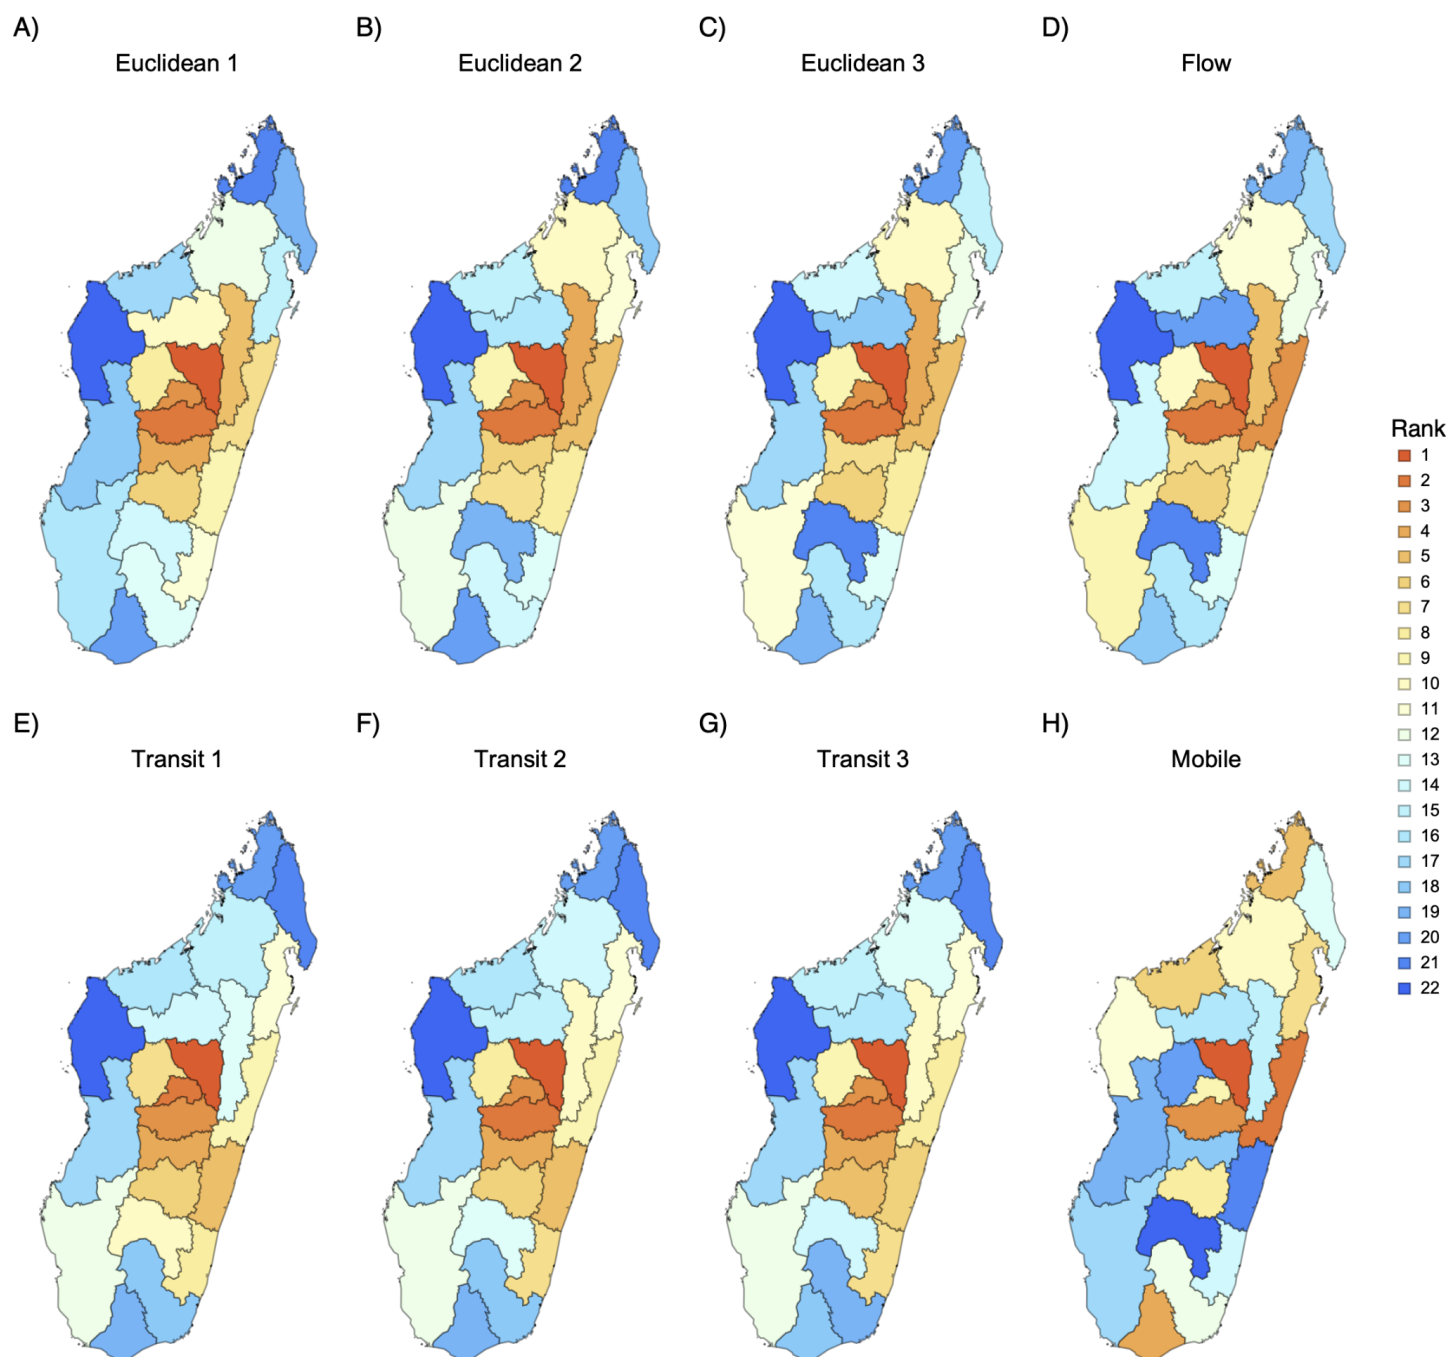 A)
B)
C)
D)
Euclidean 1
Euclidean 2
Euclidean 3
Flow
Rank
1
2
3
4
5
6
7
8
9
10
11
12
13
14
15
16
17
18
19
20
21
22
E)
F)
G)
H)
Transit 1
Transit 2
Transit 3
Mobile